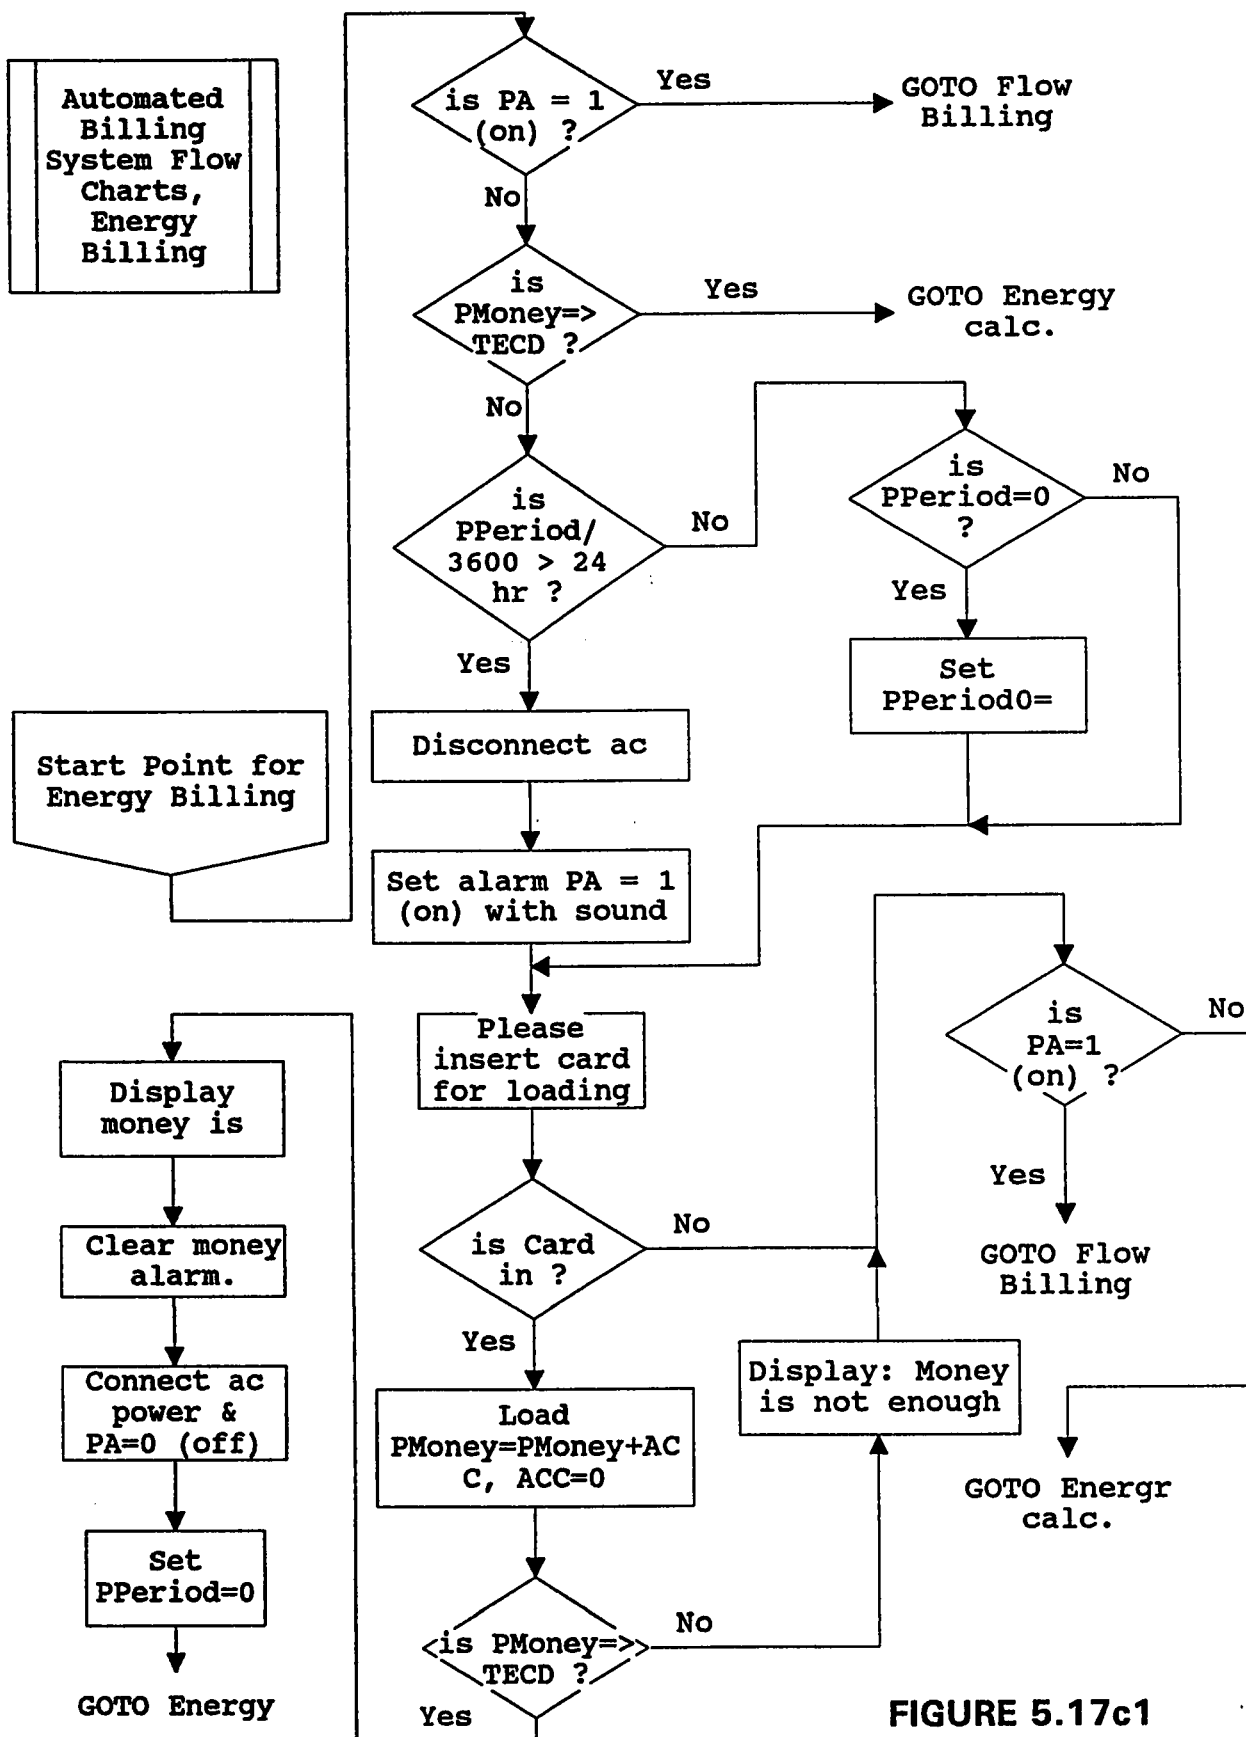 Automated
Billing
System Flow
Charts,
Energy
Billing
is PA = 1
(on) ?
Yes
GOTO Flow
Billing
No
is
PMoney=>
TECD ?
Yes
GOTO Energy
calc.
No
is
PPeriod/
3600 > 24
hr ?
No
is
PPeriod=0
?
No
Yes
Set
PPeriod0=
Yes
Disconnect ac
Start Point for
Energy Billing
Set alarm PA = 1
(on) with sound
Please
insert card
for loading
is
PA=1
(on) ?
No
Yes
GOTO Flow
Billing
Display
money is
Clear money
alarm.
Connect ac
power &
PA=0 (off)
Set
PPeriod=0
GOTO Energy
is Card
in ?
No
Yes
Display: Money
is not enough
Load
PMoney=PMoney+AC
C, ACC=0
GOTO Energr
calc.
<is PMoney=>>
TECD ?
No
Yes
FIGURE 5.17c1